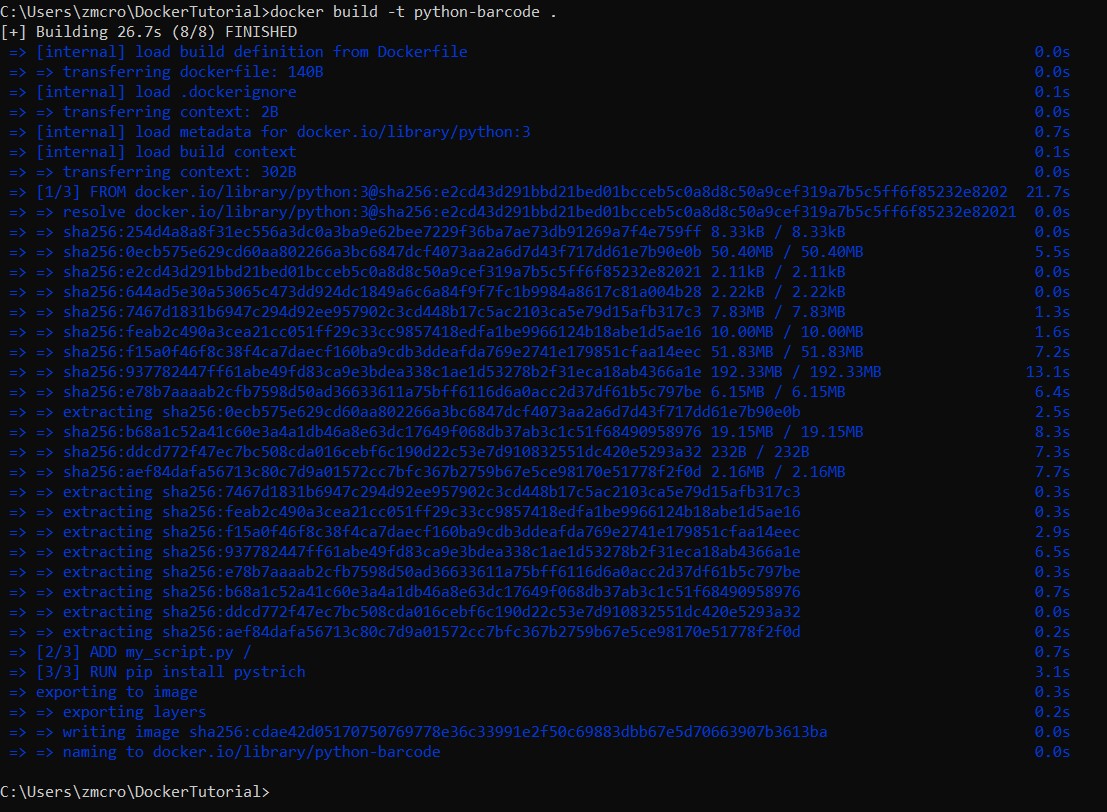 C:\Users\zmcro\DockerTutorial>docker build -t python-barcode .
[+] Building 26.7s (8/8) FINISHED
=> [internal] load build definition from Dockerfile 0.0s
=> => transferring dockerfile: 140B 0.0s
=> [internal] load .dockerignore 0.1s
=> => transferring context: 2B 0.0s
=> [internal] load metadata for docker.io/library/python:3 0.7s
=> [internal] load build context 0.1s
=> => transferring context: 302B 0.0s
=> [1/3] FROM docker.io/library/python:3@sha256:e2cd43d291bbd21bed01bcceb5c0a8d8c50a9cef319a7b5c5ff6f85232e8202 21.7s
=> => resolve docker.io/library/python:3@sha256:e2cd43d291bbd21bed01bcceb5c0a8d8c50a9cef319a7b5c5ff6f85232e82021 0.0s
=> => sha256:254d4a8a8f31ec556a3dc0a3ba9e62bee7229f36ba7ae73db91269a7f4e759ff 8.33kB / 8.33kB 0.0s
=> => sha256:0ecb575e629cd60aa802266a3bc6847dcf4073aa2a6d7d43f717dd61e7b90e0b 50.40MB / 50.40MB 5.5s
=> => sha256:e2cd43d291bbd21bed01bcceb5c0a8d8c50a9cef319a7b5c5ff6f85232e82021 2.11kB / 2.11kB 0.0s
=> => sha256:644ad5e30a53065c473dd924dc1849a6c6a84f9f7fc1b9984a8617c81a004b28 2.22kB / 2.22kB 0.0s
=> => sha256:7467d1831b6947c294d92ee957902c3cd448b17c5ac2103ca5e79d15afb317c3 7.83MB / 7.83MB 1.3s
=> => sha256:feab2c490a3cea21cc051ff29c33cc9857418edfa1be9966124b18abe1d5ae16 10.00MB / 10.00MB 1.6s
=> => sha256:f15a0f46f8c38f4ca7daecf160ba9cdb3ddeafda769e2741e179851cfaa14eec 51.83MB / 51.83MB 7.2s
=> => sha256:937782447ff61abe49fd83ca9e3bdea338c1ae1d53278b2f31eca18ab4366a1e 192.33MB / 192.33MB 13.1s
=> => sha256:e78b7aaaab2cfb7598d50ad36633611a75bff6116d6a0acc2d37df61b5c797be 6.15MB / 6.15MB 6.4s
=> => extracting sha256:0ecb575e629cd60aa802266a3bc6847dcf4073aa2a6d7d43f717dd61e7b90e0b 2.5s
=> => sha256:b68a1c52a41c60e3a4a1db46a8e63dc17649f068db37ab3c1c51f68490958976 19.15MB / 19.15MB 8.3s
=> => sha256:ddcd772f47ec7bc508cda016cebf6c190d22c53e7d910832551dc420e5293a32 232B / 232B 7.3s
=> => sha256:aef84dafa56713c80c7d9a01572cc7bfc367b2759b67e5ce98170e51778f2f0d 2.16MB / 2.16MB 7.7s
=> => extracting sha256:7467d1831b6947c294d92ee957902c3cd448b17c5ac2103ca5e79d15afb317c3 0.3s
=> => extracting sha256:feab2c490a3cea21cc051ff29c33cc9857418edfa1be9966124b18abe1d5ae16 0.3s
=> => extracting sha256:f15a0f46f8c38f4ca7daecf160ba9cdb3ddeafda769e2741e179851cfaa14eec 2.9s
=> => extracting sha256:937782447ff61abe49fd83ca9e3bdea338c1ae1d53278b2f31eca18ab4366a1e 6.5s
=> => extracting sha256:e78b7aaaab2cfb7598d50ad36633611a75bff6116d6a0acc2d37df61b5c797be 0.3s
=> => extracting sha256:b68a1c52a41c60e3a4a1db46a8e63dc17649f068db37ab3c1c51f68490958976 0.7s
=> => extracting sha256:ddcd772f47ec7bc508cda016cebf6c190d22c53e7d910832551dc420e5293a32 0.0s
=> => extracting sha256:aef84dafa56713c80c7d9a01572cc7bfc367b2759b67e5ce98170e51778f2f0d 0.2s
=> [2/3] ADD my_script.py / 0.7s
=> [3/3] RUN pip install pystrich 3.1s
=> exporting to image 0.3s
=> => exporting layers 0.2s
=> => writing image sha256:cdae42d051707750769778e36c33991e2f50c69883dbb67e5d70663907b3613ba 0.0s
=> => naming to docker.io/library/python-barcode 0.0s
C:\Users\zmcro\DockerTutorial>